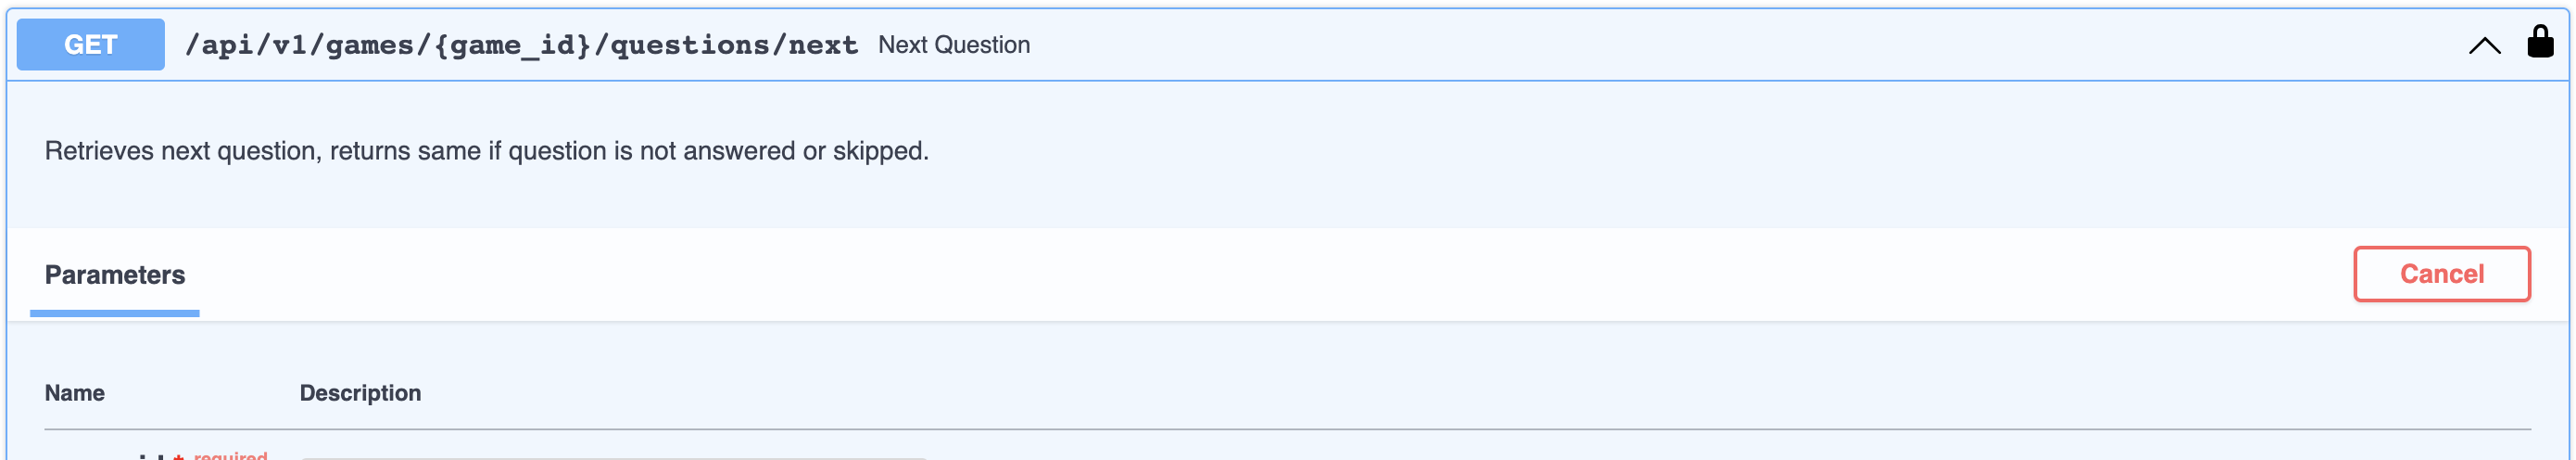 GET /api/v1/games/{game_id}/questions/next Next Question
Retrieves next question, returns same if question is not answered or skipped.
Parameters Cancel
Name Description
* required